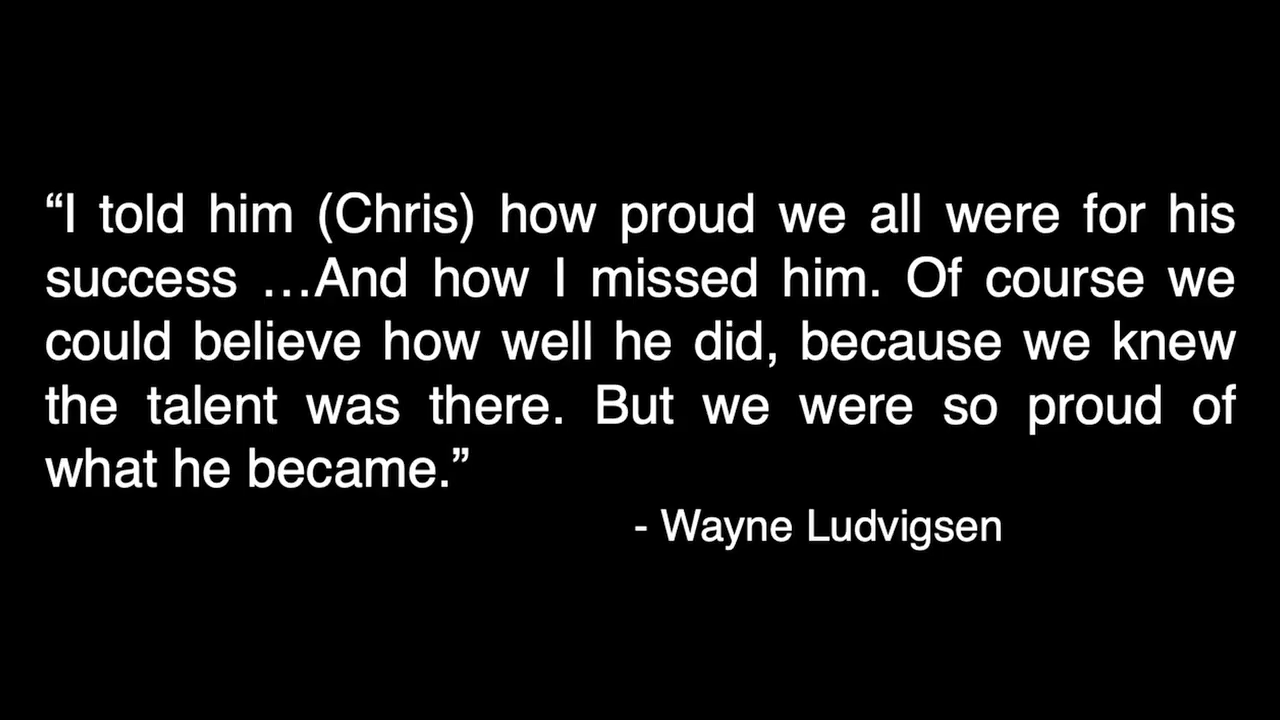 “I told him (Chris) how proud we all were for his
success …And how I missed him. Of course we
could believe how well he did, because we knew
the talent was there. But we were so proud of
what he became.”
- Wayne Ludvigsen